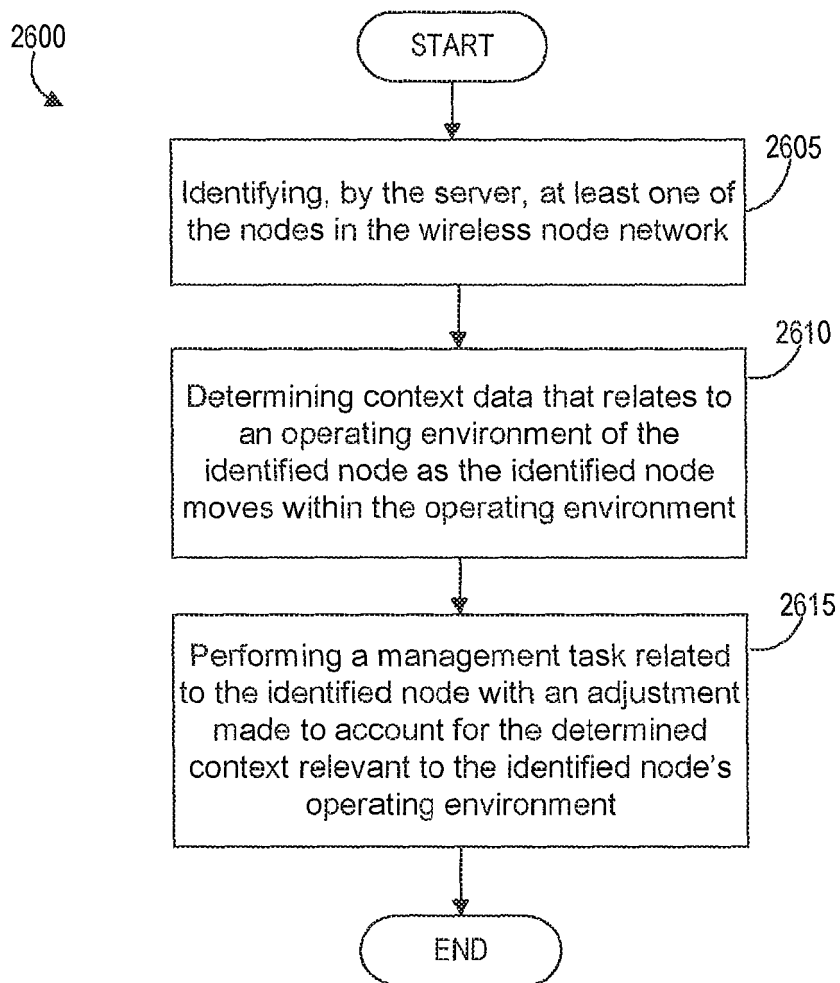 2600
START
2605
Identifying, by the server, at least one of
the nodes in the wireless node network
2610
Determining context data that relates to
an operating environment of the
identified node as the identified node
moves within the operating environment
2615
Performing a management task related
to the identified node with an adjustment
made to account for the determined
context relevant to the identified node's
operating environment
END